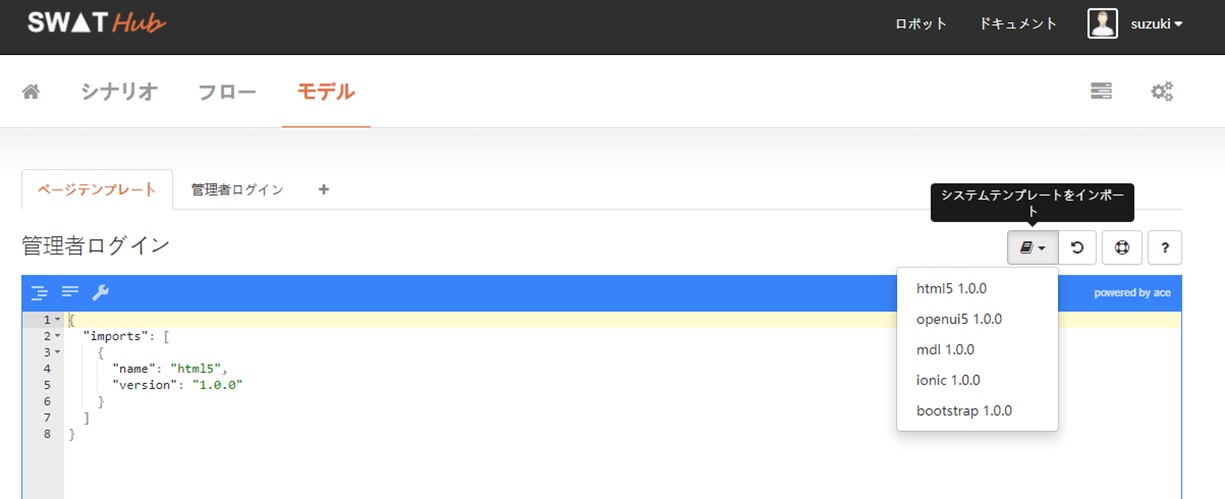 SWAT Hub
ロボット
ドキュメント
suzuki
シナリオ
フロー
モデル
ページテンプレート
管理者ログイン
+
システムテンプレートをインポー
ト
管理者ログイン
?
powered by ace
html5 1.0.0
openui5 1.0.0
mdl 1.0.0
ionic 1.0.0
bootstrap 1.0.0
1 {
2 "imports": [
3 {
4 "name": "html5",
5 "version": "1.0.0"
6 }
7 ]
8 }